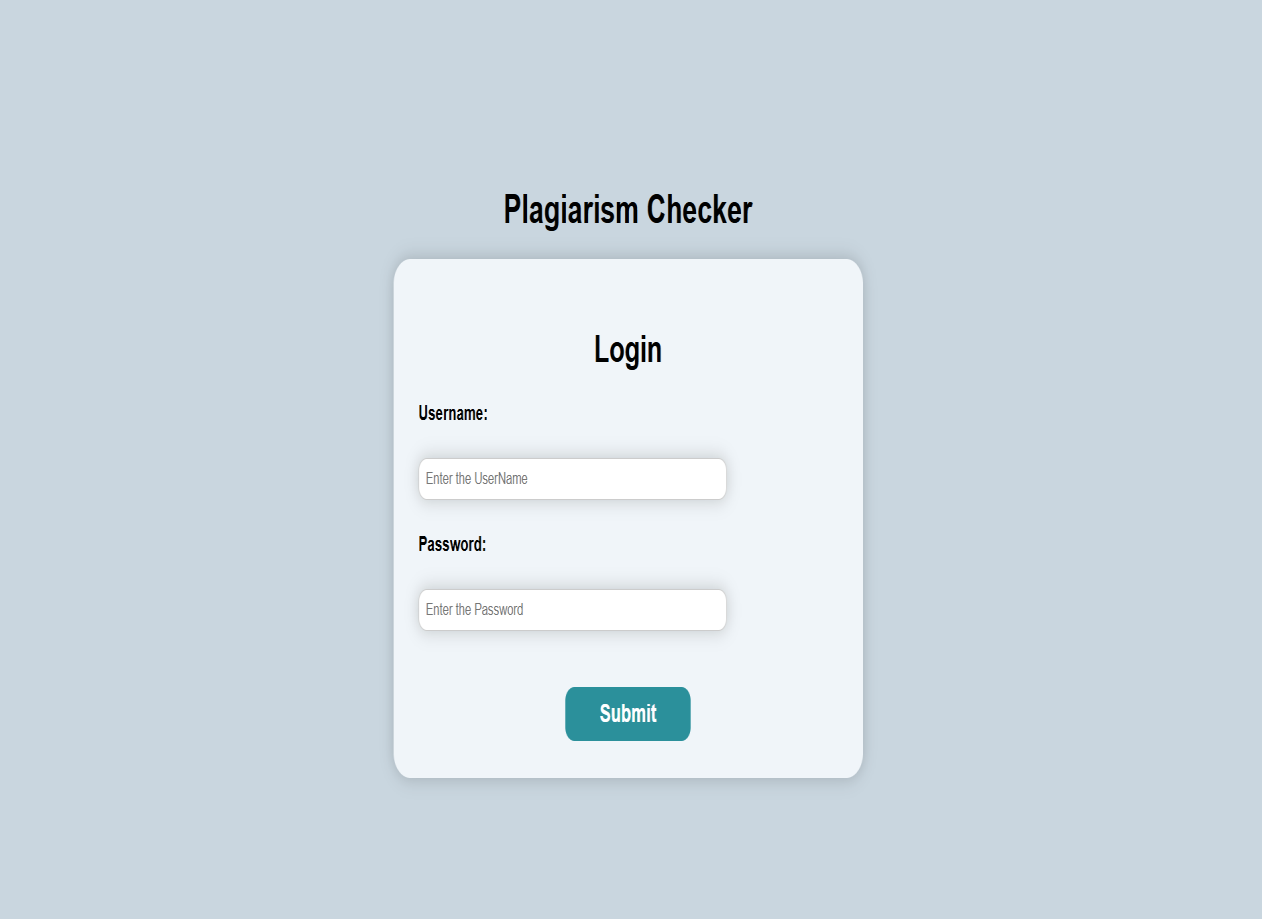 Plagiarism Checker
Login
Username:
Enter the UserName
Password:
Enter the Password
Submit